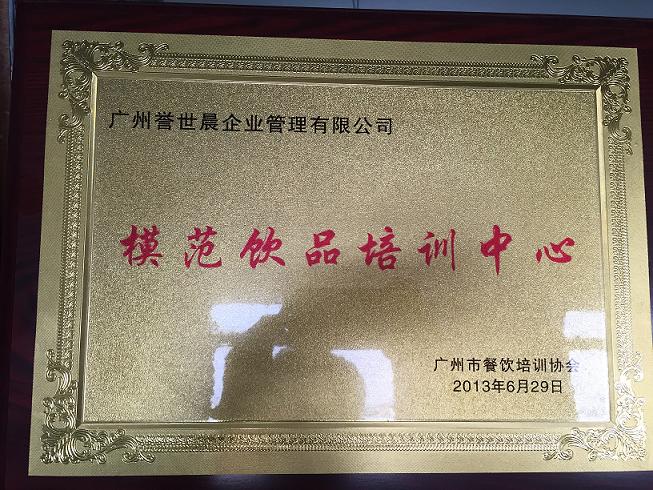 广州誉世晨企业管理有限公司
模范饮品培训中心
广州市餐饮培训协会
2013年6月29日